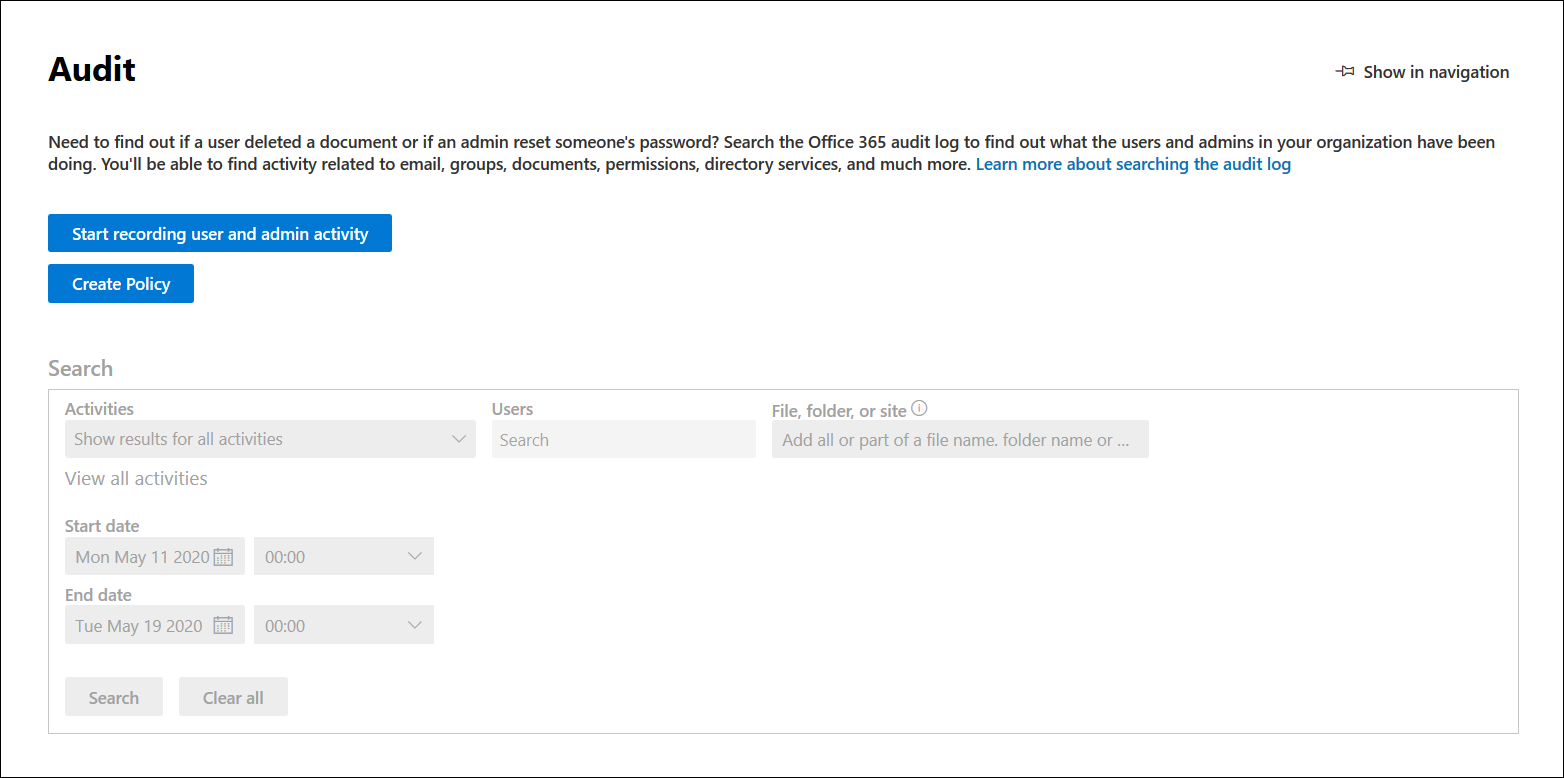 Audit
Show in navigation
Need to find out if a user deleted a document or if an admin reset someone's password? Search the Office 365 audit log to find out what the users and admins in your organization have been
doing. You'll be able to find activity related to email, groups, documents, permissions, directory services, and much more. Learn more about searching the audit log
Start recording user and admin activity
Create Policy
Search
Activities
Users
File, folder, or site
Show results for all activities
Search
Add all or part of a file name. folder name or ...
View all activities
Start date
Mon May 11 2020
00:00
End date
Tue May 19 2020
00:00
Search
Clear all